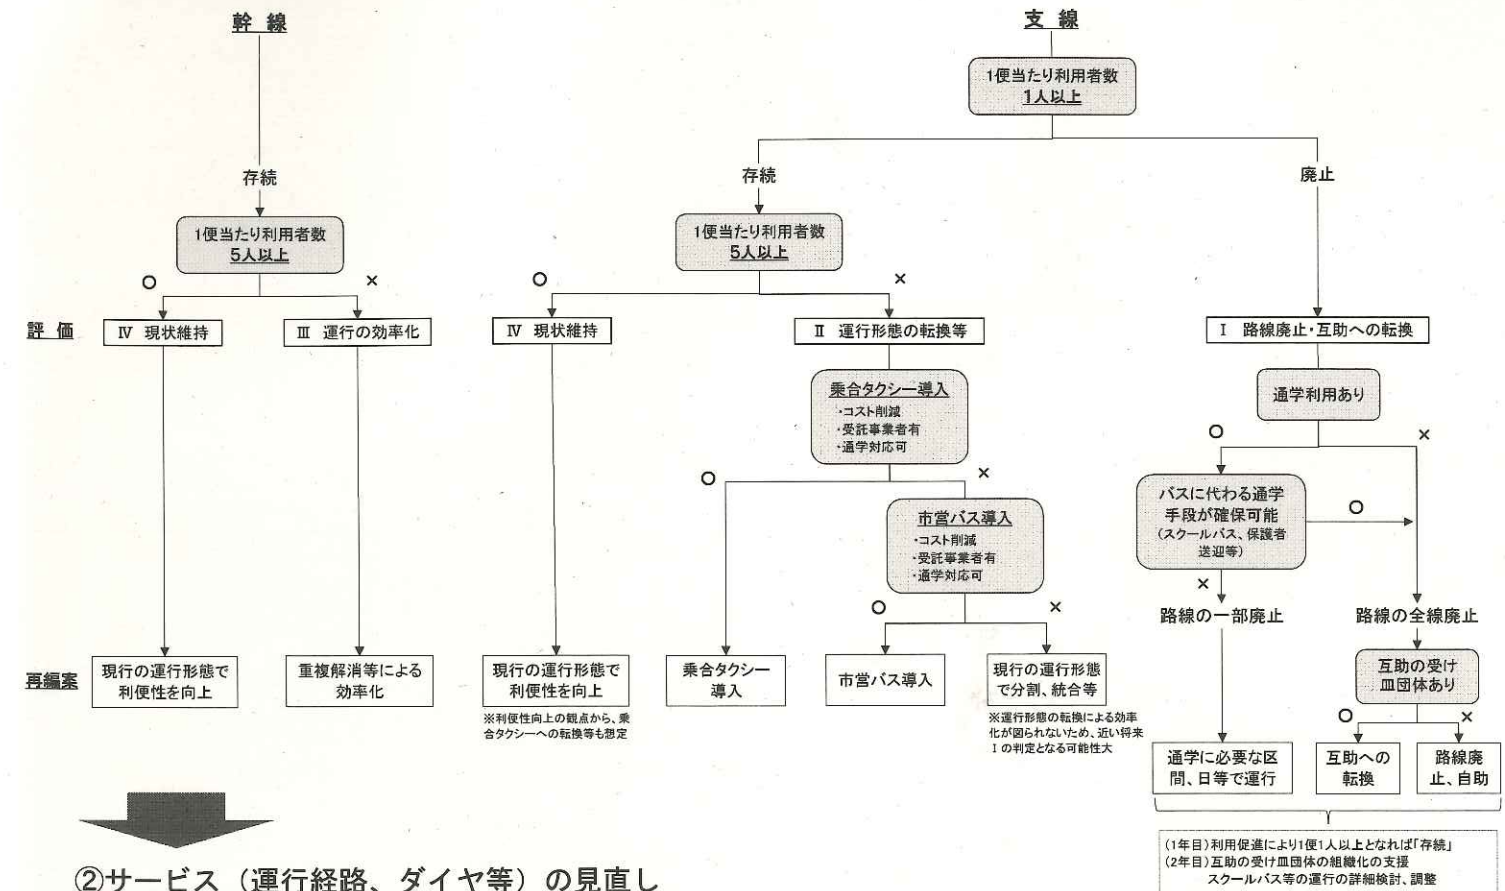 幹 線
支 線
1便当たり利用者数
1人以上
存続
存続
廃止
1便当たり利用者数
5人以上
1便当たり利用者数
5人以上
○
×
○
×
評 価
Ⅳ 現状維持
Ⅲ 運行の効率化
Ⅳ 現状維持
Ⅱ 運行形態の転換等
Ⅰ 路線廃止・互助への転換
乗合タクシー導入
・コスト削減
・受託事業者有
・通学対応可
通学利用あり
○
×
○
×
市営バス導入
・コスト削減
・受託事業者有
・通学対応可
バスに代わる通学
手段が確保可能
(スクールバス、保護者
送迎等)
○
×
○
×
路線の一部廃止
路線の全線廃止
再編案
現行の運行形態で
利便性を向上
重複解消等による
効率化
現行の運行形態で
利便性を向上
※利便性向上の観点から、乗
合タクシーへの転換等も想定
乗合タクシー
導入
市営バス導入
現行の運行形態
で分割、統合等
※運行形態の転換による効率
化が図られないため、近い将来
Ⅰの判定となる可能性大
互助の受け
皿団体あり
○
×
通学に必要な区
間、日等で運行
互助への
転換
路線廃
止、自助
(1年目)利用促進により1便1人以上となれば「存続」
(2年目)互助の受け皿団体の組織化の支援
スクールバス等の運行の詳細検討、調整
②サービス（運行経路、ダイヤ等）の見直し